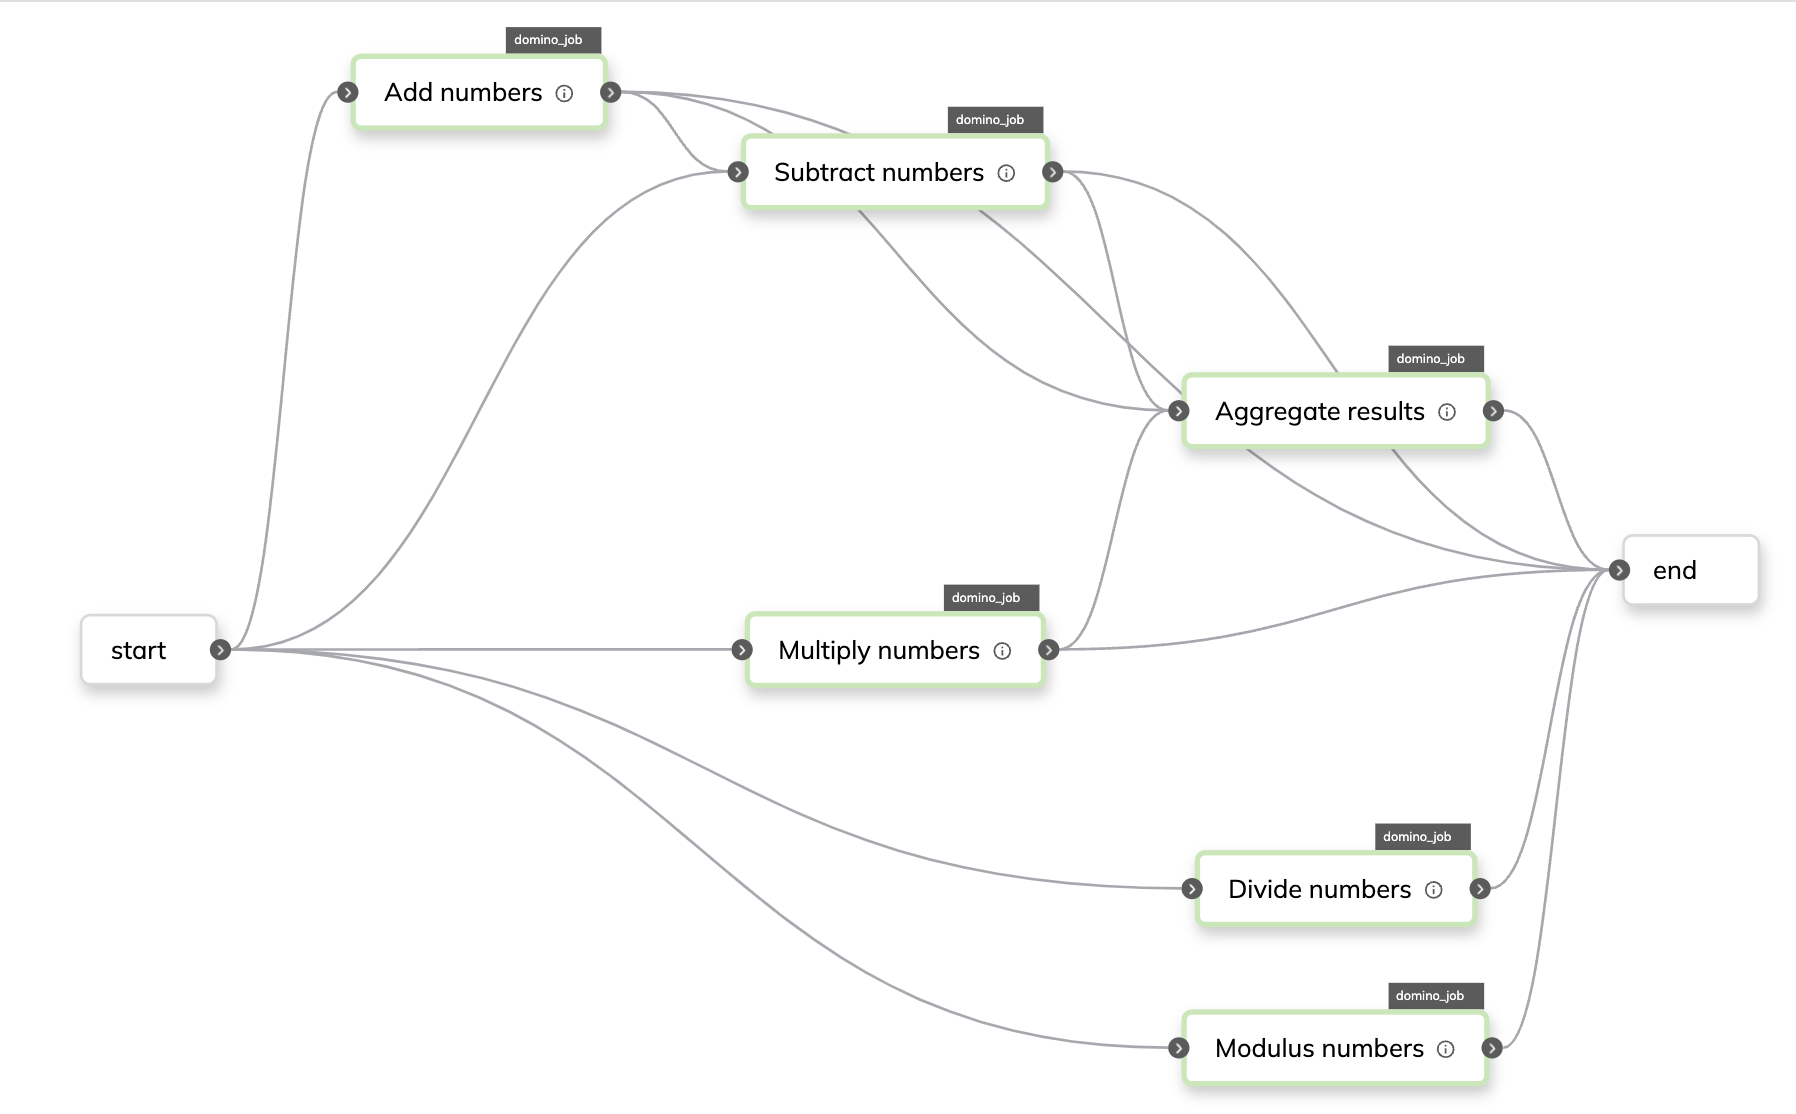 domino_job
Add numbers
domino_job
Subtract numbers
domino_job
Aggregate results
end
domino_job
Multiply numbers
start
domino_job
Divide numbers
domino_job
Modulus numbers